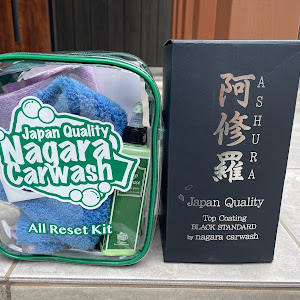 Japan Quality
Nagara
Carwash
All Reset Kit
阿修羅
ASHURA
Japan Quality
Top Coating
BLACK STANDARD
by nagara carwash